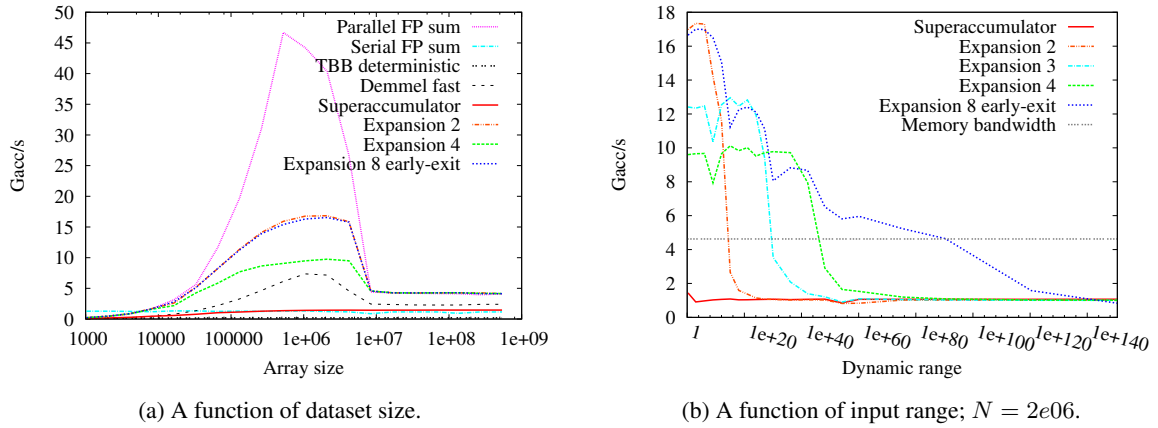 50
45
40
35
30
25
20
15
10
5
0
Gacc/s
Parallel FP sum
Serial FP sum
TBB deterministic
Demmel fast
Superaccumulator
Expansion 2
Expansion 4
Expansion 8 early-exit
1000 10000 100000 1e+06 1e+07 1e+08 1e+09
Array size
(a) A function of dataset size.
18
16
14
12
10
8
6
4
2
0
Gacc/s
Superaccumulator
Expansion 2
Expansion 3
Expansion 4
Expansion 8 early-exit
Memory bandwidth
1 1e+20 1e+40 1e+60 1e+80 1e+100 1e+120 1e+140
Dynamic range
(b) A function of input range; N = 2e06.